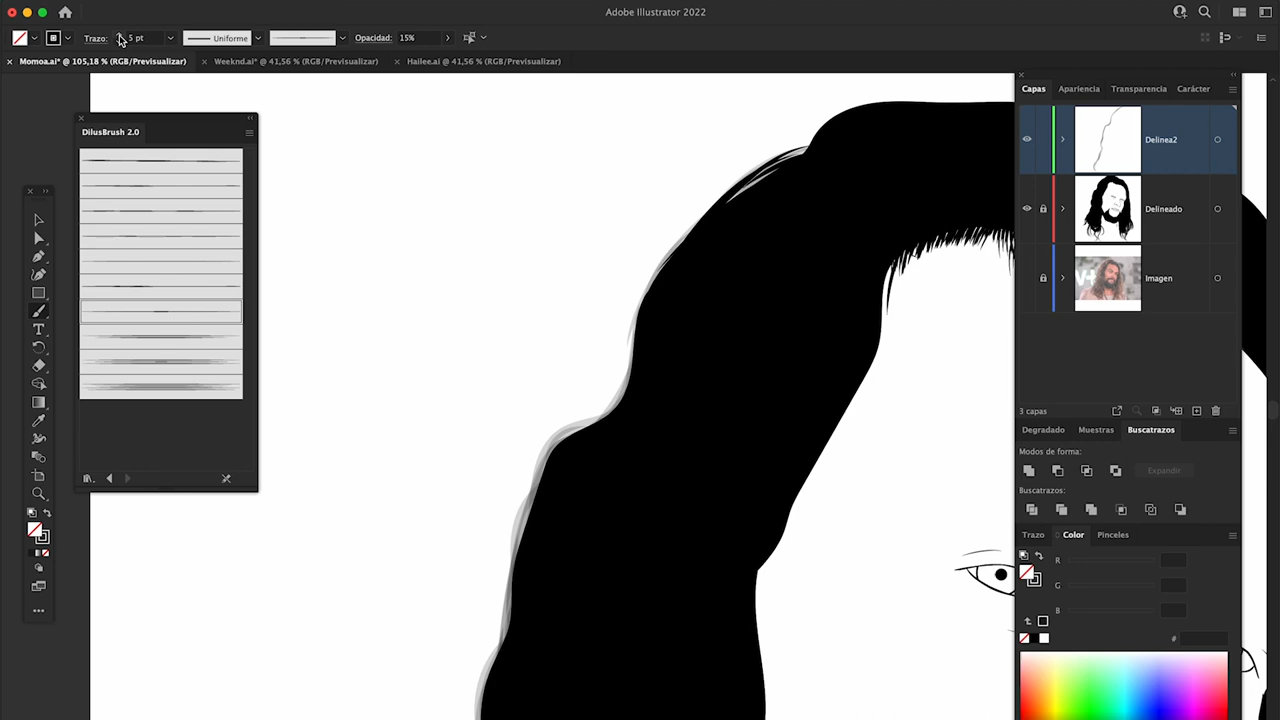 Adobe Illustrator 2022
Trazo: 5 pt Uniforme Opacidad: 15%
Momoa.ai* @ 105,18 % (RGB/Previsualizar) Weeknd.ai* @ 41,56 % (RGB/Previsualizar) Hailee.ai @ 41,56 % (RGB/Previsualizar)
DilusBrush 2.0
Capas Apariencia Transparencia Carácter
Delinea2
Delineado
Imagen
3 capas
Degradado Muestras Buscatrazos
Modos de forma:
Expandir
Buscatrazos:
Trazo Color Pinceles
R
G
B
#